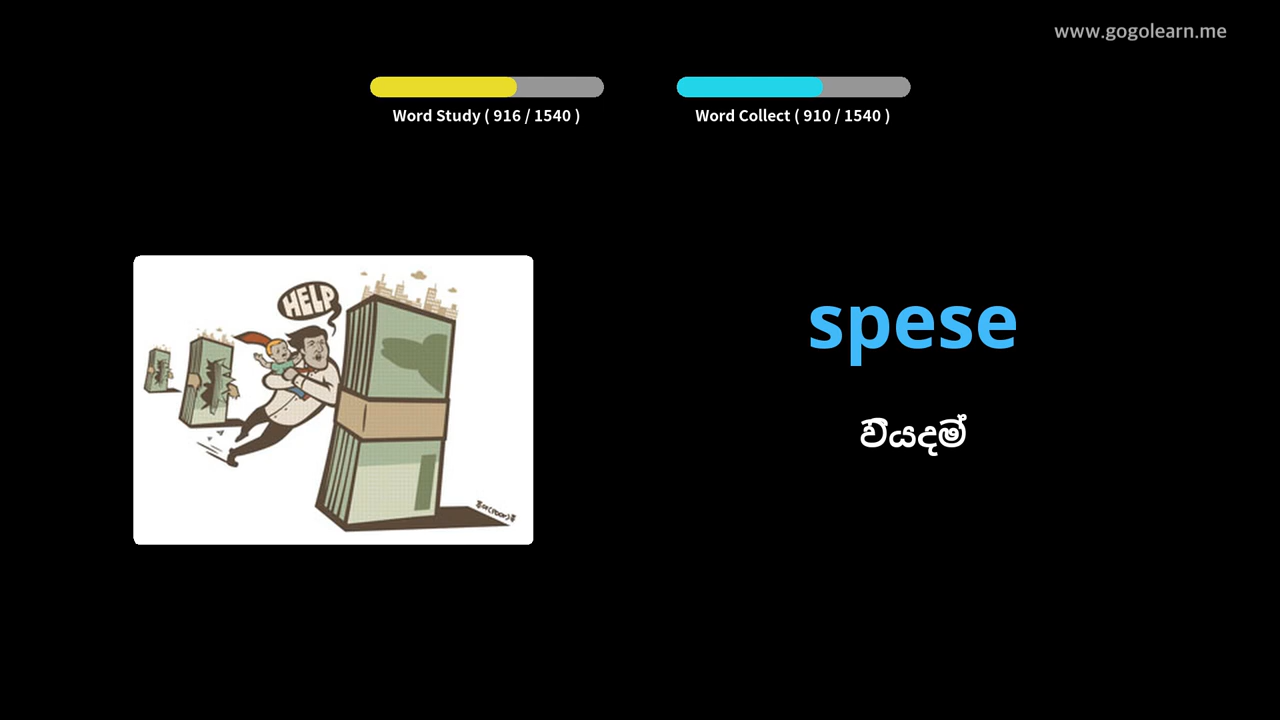 www.gogolearn.me
Word Study ( 916 / 1540 )
Word Collect ( 910 / 1540 )
HELP
spese
වියදම්